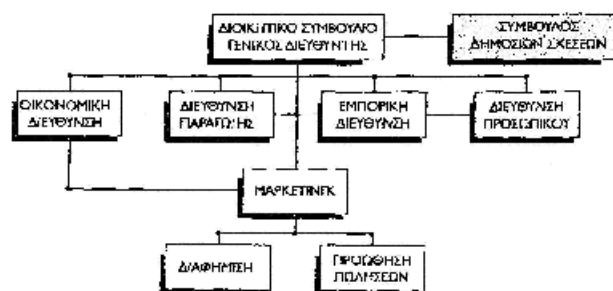 ΔΙΟΙΚΗΤΙΚΟ ΣΥΜΒΟΥΛΙΟ
ΓΕΝΙΚΟΣ ΔΙΕΥΘΥΝΤΗΣ
ΣΥΜΒΟΥΛΟΣ
ΔΗΜΟΣΙΩΝ ΣΧΕΣΕΩΝ
ΟΙΚΟΝΟΜΙΚΗ
ΔΙΕΥΘΥΝΣΗ
ΔΙΕΥΘΥΝΣΗ
ΠΑΡΑΓΩΓΗΣ
ΕΜΠΟΡΙΚΗ
ΔΙΕΥΘΥΝΣΗ
ΔΙΕΥΘΥΝΣΗ
ΠΡΟΣΩΠΙΚΟΥ
ΜΑΡΚΕΤΙΝΓΚ
ΔΙΑΦΗΜΙΣΗ
ΠΡΟΩΘΗΣΗ
ΠΩΛΗΣΕΩΝ